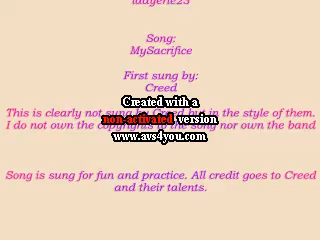 Song:
MySacrifice
First sung by:
Creed
Created with a
This is clearly not sung by Creed but in the style of them.
non-activated version
I do not own the copyrights to the song nor own the band
www.avs4you.com
Song is sung for fun and practice. All credit goes to Creed
and their talents.